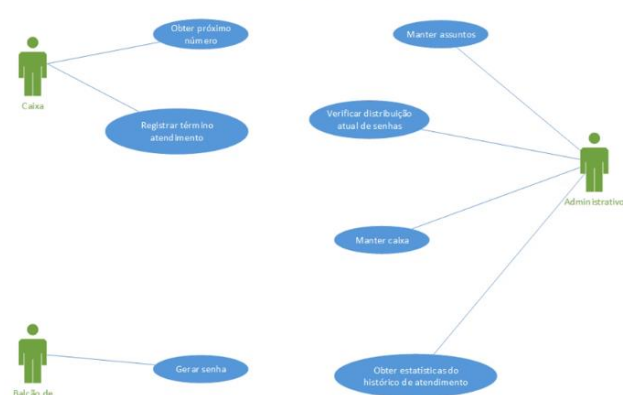 Obter próximo
número
Caixa
Registrar término
atendimento
Manter assuntos
Verificar distribuição
atual de senhas
Administrativo
Manter caixa
Gerar senha
Obter estatísticas do
histórico de atendimento
Balcão de